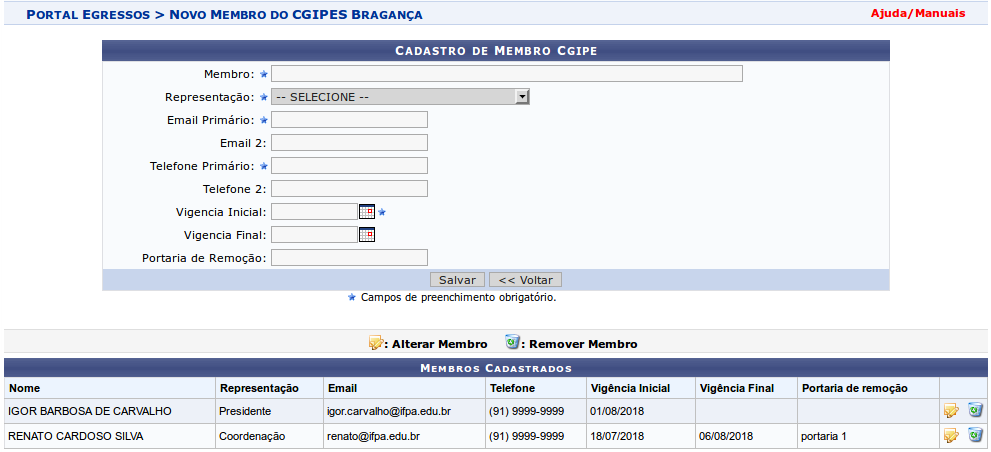 PORTAL EGRESSOS > NOVO MEMBRO DO CGIPES BRAGANÇA Ajuda/Manuais
CADASTRO DE MEMBRO CGIPE
Membro:
Representação: -- SELECIONE --
Email Primário:
Email 2:
Telefone Primário:
Telefone 2:
Vigencia Inicial:
Vigencia Final:
Portaria de Remoção:
Salvar << Voltar
Campos de preenchimento obrigatório.
: Alterar Membro : Remover Membro
MEMBROS CADASTRADOS
Nome Representação Email Telefone Vigência Inicial Vigência Final Portaria de remoção
IGOR BARBOSA DE CARVALHO Presidente igor.carvalho@ifpa.edu.br (91) 9999-9999 01/08/2018
RENATO CARDOSO SILVA Coordenação renato@ifpa.edu.br (91) 9999-9999 18/07/2018 06/08/2018 portaria 1